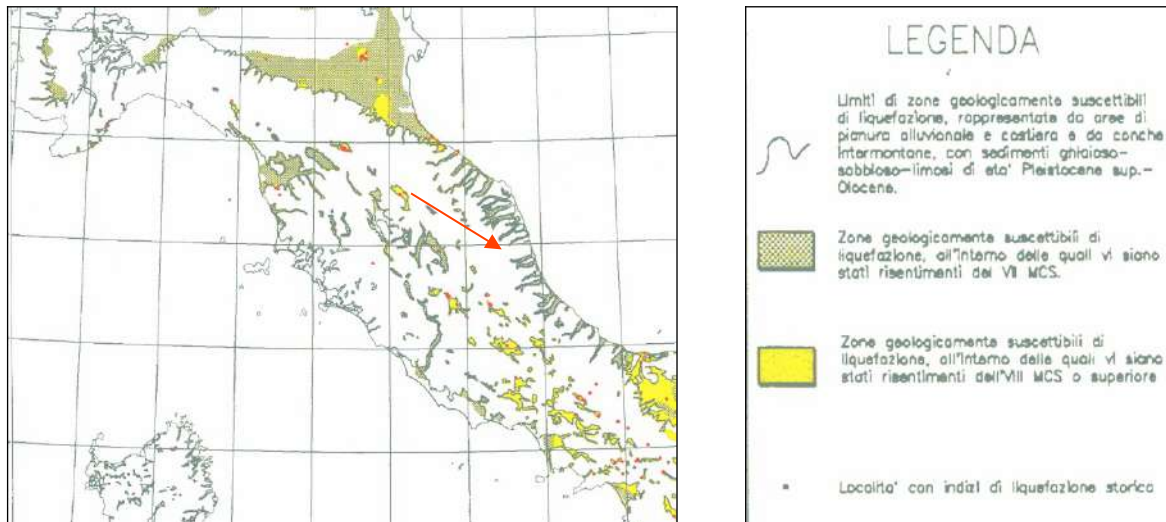 LEGENDA
Limiti di zone geologicamente suscettibili
di liquefazione, rappresentate da aree di
pianura alluvionale e costiera e da conche
intermontane, con sedimenti ghiaioso-
sabbioso-limosi di eta' Pleistocene sup.-
Olocene.
Zone geologicamente suscettibili di
liquefazione, all'interno delle quali vi siano
stati risentimenti del VII MCS.
Zone geologicamente suscettibili di
liquefazione, all'interno delle quali vi siano
stati risentimenti dell'VIII MCS o superiore
Localita' con indizi di liquefazione storica